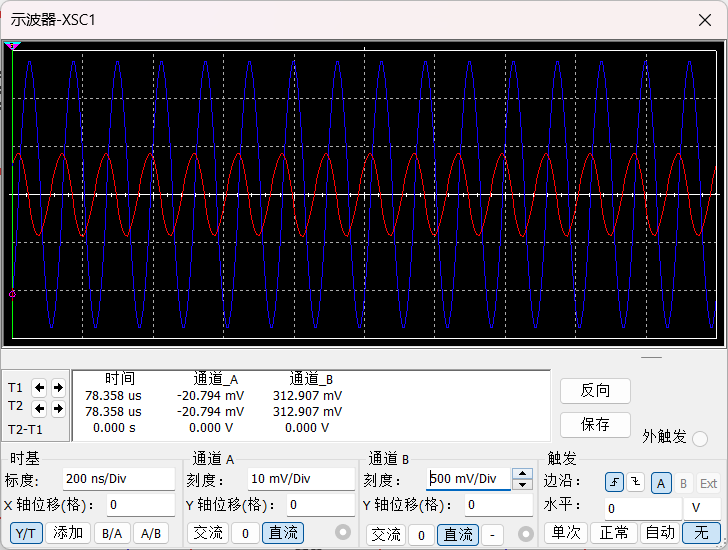 示波器-XSC1
时间 通道_A 通道_B
T1 78.358 us -20.794 mV 312.907 mV
T2 78.358 us -20.794 mV 312.907 mV
T2-T1 0.000 s 0.000 V 0.000 V
反向
保存
外触发
时基
标度: 200 ns/Div
X 轴位移(格): 0
Y/T 添加 B/A A/B
通道 A
刻度: 10 mV/Div
Y 轴位移(格): 0
交流 0 直流
通道 B
刻度: 500 mV/Div
Y 轴位移(格): 0
交流 0 直流 -
触发
边沿: A B Ext
水平: 0 V
单次 正常 自动 无